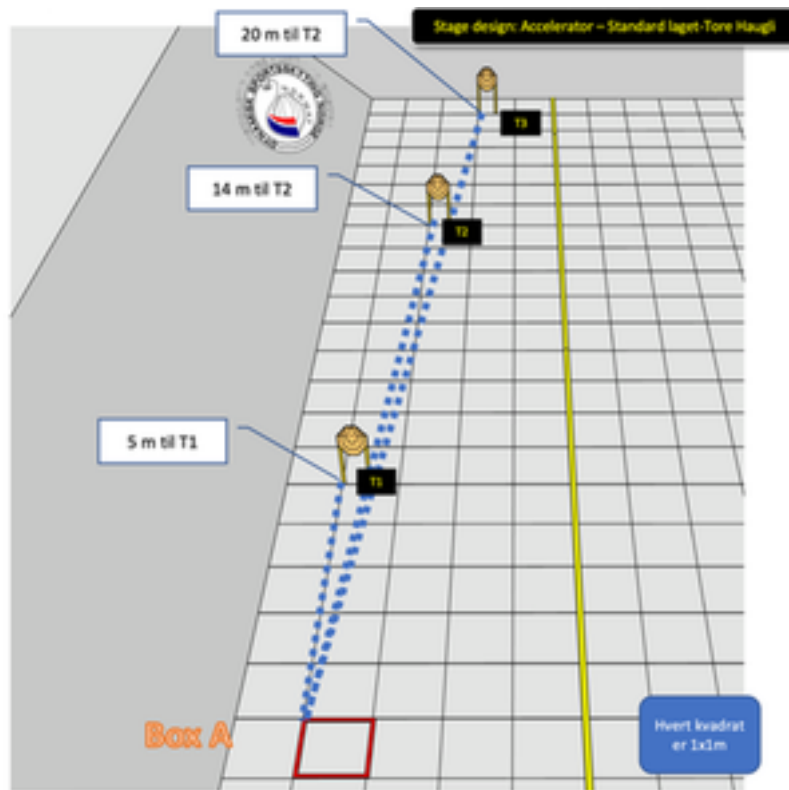 20 m til T2
Stage design: Accelerator – Standard laget-Tore Haugli
T3
14 m til T2
T2
5 m til T1
T1
Box A
Hvert kvadrat
er 1x1m